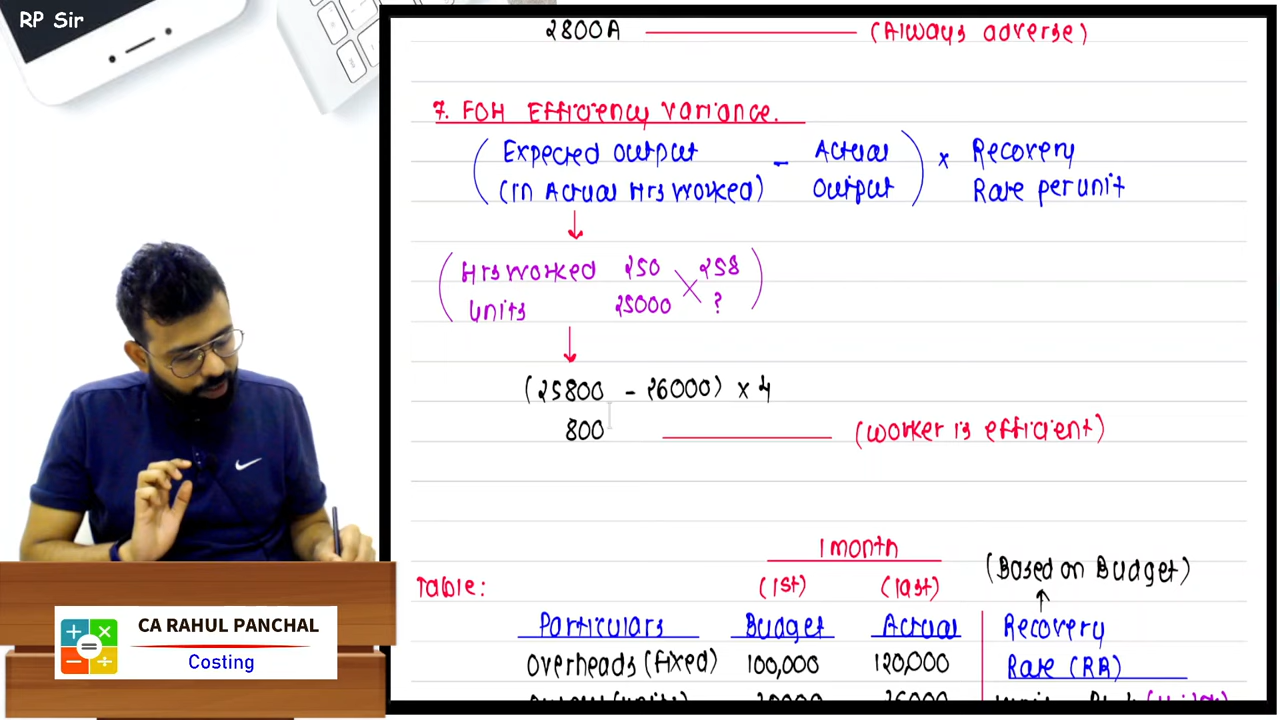 RP Sir
2800A (Always adverse)
7. FOH Efficiency Variance.
(Expected output - Actual × Recovery
(In Actual Hrs Worked) output) Rate per unit
(Hrs Worked 250 258)
Units 25000 ?
(25800 - 26000) × 4
800 (Worker is efficient)
1 month
Table: (1st) (last) (Based on Budget)
Particulars Budget Actual Recovery
Overheads (fixed) 100,000 120,000 Rate (RR)
CA RAHUL PANCHAL
Costing